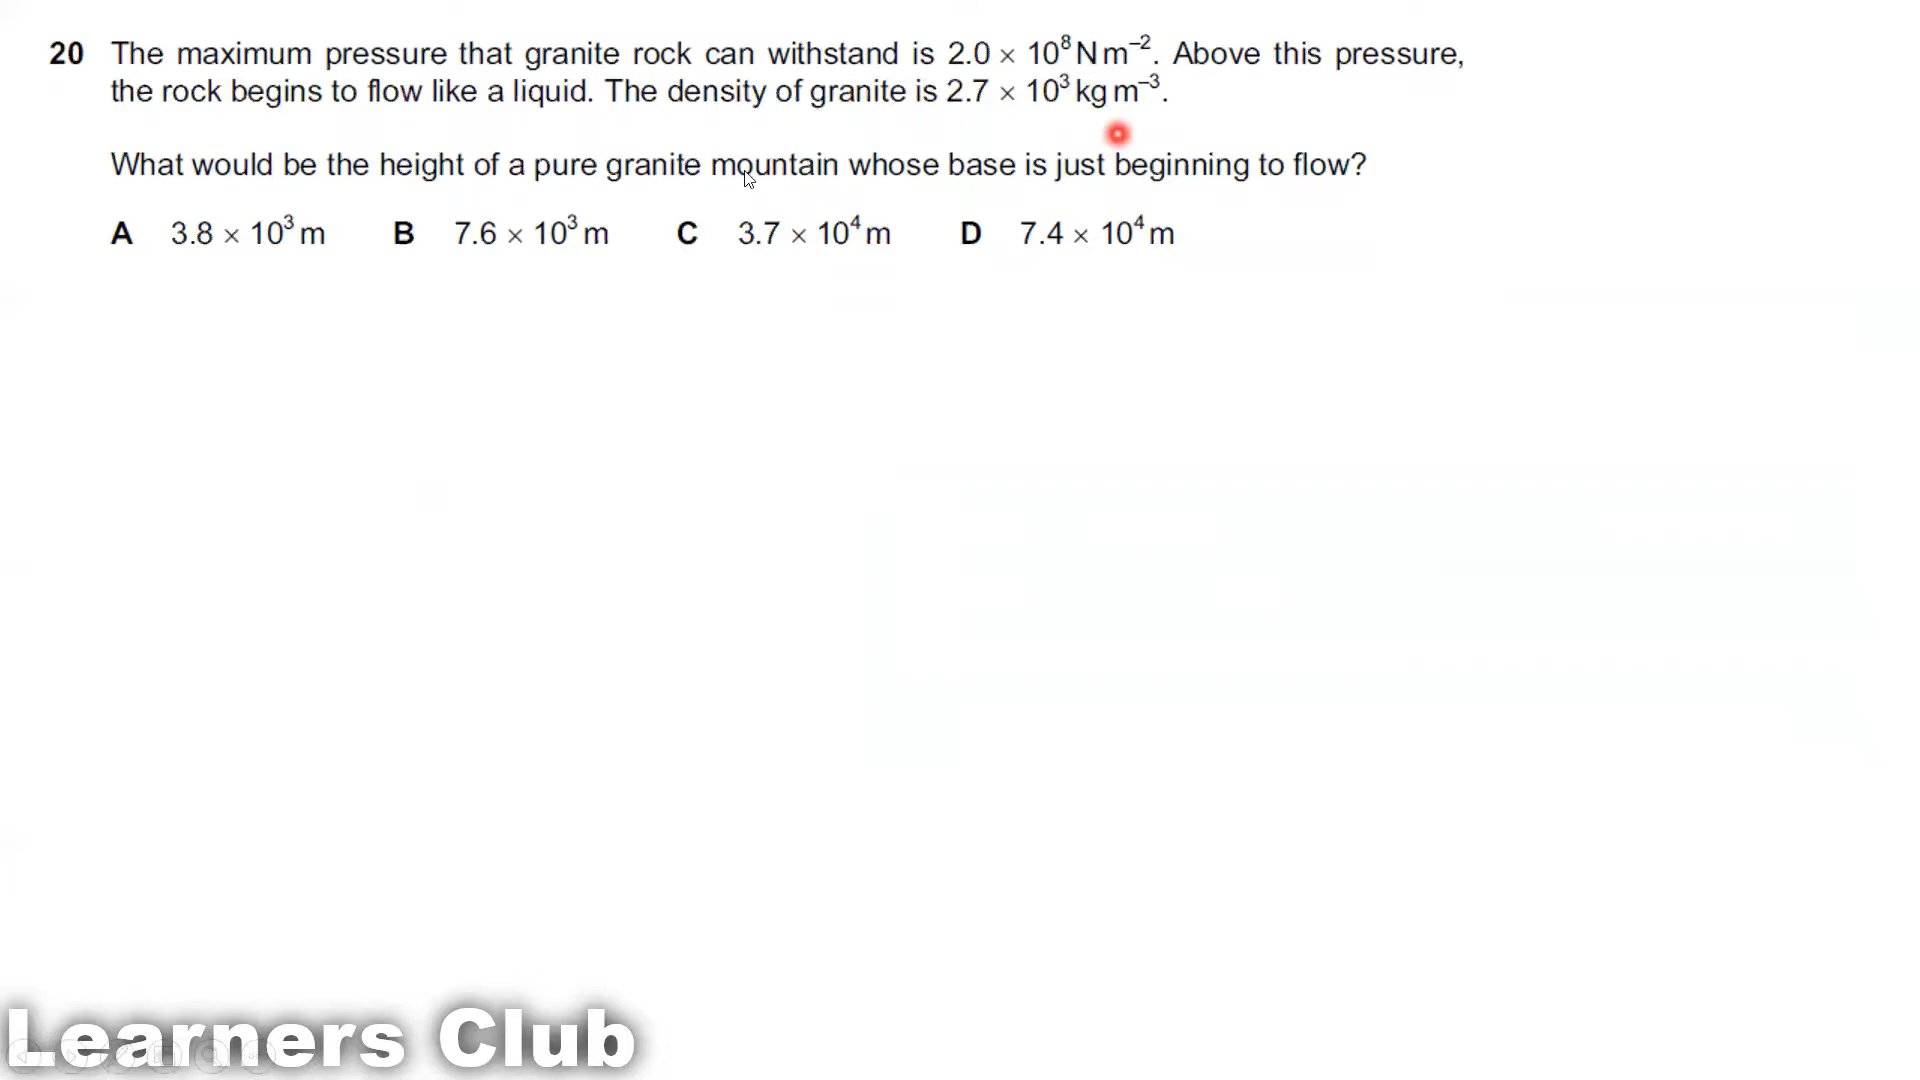 20 The maximum pressure that granite rock can withstand is 2.0 × 10⁸ N m⁻². Above this pressure,
the rock begins to flow like a liquid. The density of granite is 2.7 × 10³ kg m⁻³.
What would be the height of a pure granite mountain whose base is just beginning to flow?
A 3.8 × 10³ m B 7.6 × 10³ m C 3.7 × 10⁴ m D 7.4 × 10⁴ m
Learners Club